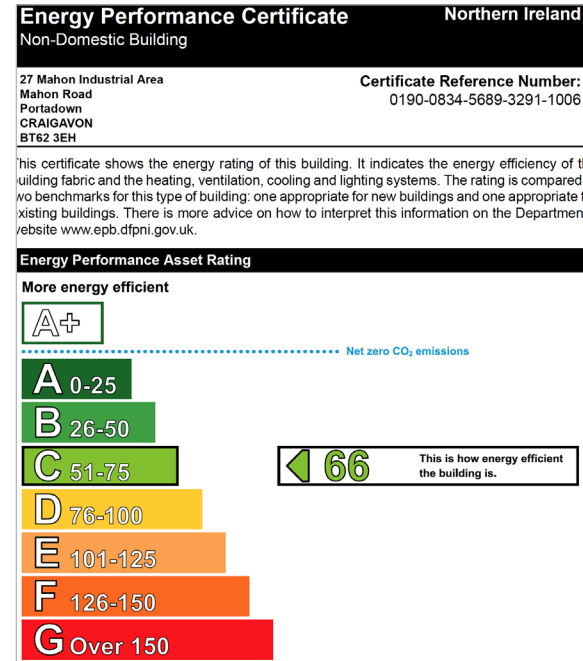 Energy Performance Certificate
Northern Ireland
Non-Domestic Building
27 Mahon Industrial Area
Mahon Road
Portadown
CRAIGAVON
BT62 3EH
Certificate Reference Number:
0190-0834-5689-3291-1006
his certificate shows the energy rating of this building. It indicates the energy efficiency of t
uilding fabric and the heating, ventilation, cooling and lighting systems. The rating is compared
wo benchmarks for this type of building: one appropriate for new buildings and one appropriate f
xisting buildings. There is more advice on how to interpret this information on the Departmen
ebsite www.epb.dfpni.gov.uk.
Energy Performance Asset Rating
More energy efficient
A+
Net zero CO₂ emissions
A 0-25
B 26-50
C 51-75
66
This is how energy efficient
the building is.
D 76-100
E 101-125
F 126-150
G Over 150